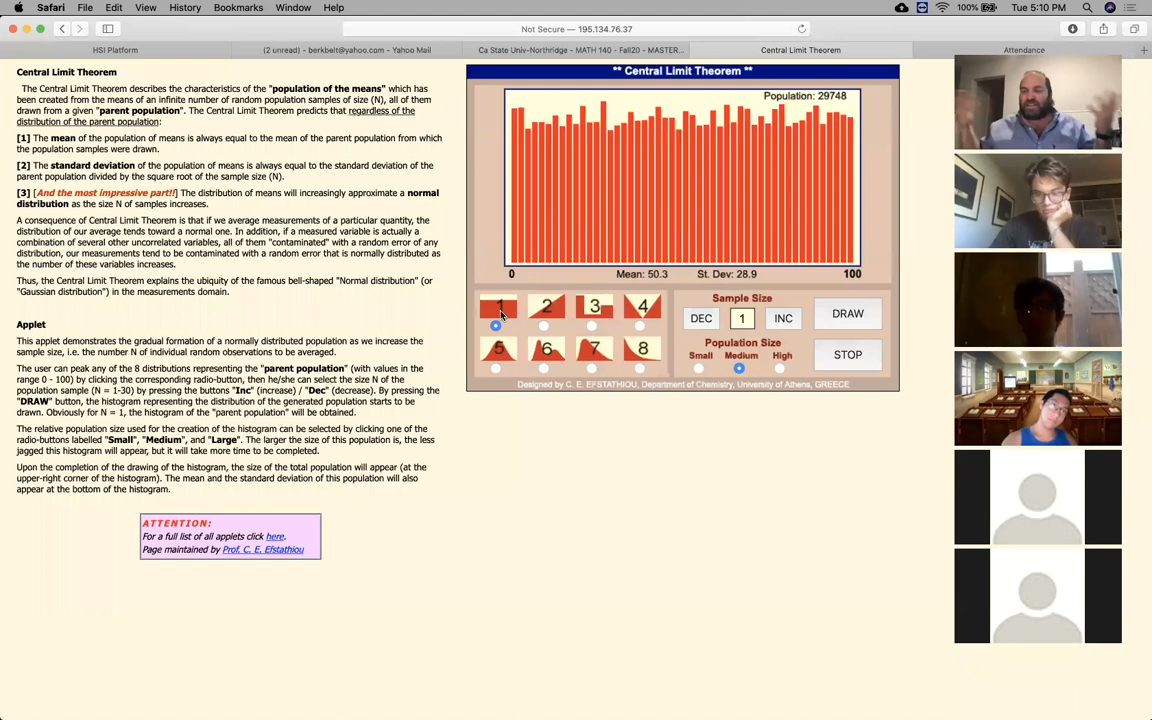 Safari File Edit View History Bookmarks Window Help 100% Tue 5:10 PM
Not Secure — 195.134.76.37
HSI Platform (2 unread) - berkbelt@yahoo.com - Yahoo Mail Ca State Univ-Northridge - MATH 140 - Fall20 - MASTER... Central Limit Theorem Attendance
Central Limit Theorem
The Central Limit Theorem describes the characteristics of the "population of the means" which has
been created from the means of an infinite number of random population samples of size (N), all of them
drawn from a given "parent population". The Central Limit Theorem predicts that regardless of the
distribution of the parent population:
[1] The mean of the population of means is always equal to the mean of the parent population from which
the population samples were drawn.
[2] The standard deviation of the population of means is always equal to the standard deviation of the
parent population divided by the square root of the sample size (N).
[3] [And the most impressive part!!] The distribution of means will increasingly approximate a normal
distribution as the size N of samples increases.
A consequence of Central Limit Theorem is that if we average measurements of a particular quantity, the
distribution of our average tends toward a normal one. In addition, if a measured variable is actually a
combination of several other uncorrelated variables, all of them "contaminated" with a random error of any
distribution, our measurements tend to be contaminated with a random error that is normally distributed as
the number of these variables increases.
Thus, the Central Limit Theorem explains the ubiquity of the famous bell-shaped "Normal distribution" (or
"Gaussian distribution") in the measurements domain.
Applet
This applet demonstrates the gradual formation of a normally distributed population as we increase the
sample size, i.e. the number N of individual random observations to be averaged.
The user can peak any of the 8 distributions representing the "parent population" (with values in the
range 0 - 100) by clicking the corresponding radio-button, then he/she can select the size N of the
population sample (N = 1-30) by pressing the buttons "Inc" (increase) / "Dec" (decrease). By pressing the
"DRAW" button, the histogram representing the distribution of the generated population starts to be
drawn. Obviously for N = 1, the histogram of the "parent population" will be obtained.
The relative population size used for the creation of the histogram can be selected by clicking one of the
radio-buttons labelled "Small", "Medium", and "Large". The larger the size of this population is, the less
jagged this histogram will appear, but it will take more time to be completed.
Upon the completion of the drawing of the histogram, the size of the total population will appear (at the
upper-right corner of the histogram). The mean and the standard deviation of this population will also
appear at the bottom of the histogram.
ATTENTION:
For a full list of all applets click here.
Page maintained by Prof. C. E. Efstathiou
** Central Limit Theorem **
Population: 29748
0 Mean: 50.3 St. Dev: 28.9 100
1 2 3 4
5 6 7 8
Sample Size
DEC 1 INC
Population Size
Small Medium High
DRAW
STOP
Designed by C. E. EFSTATHIOU, Department of Chemistry, University of Athens, GREECE